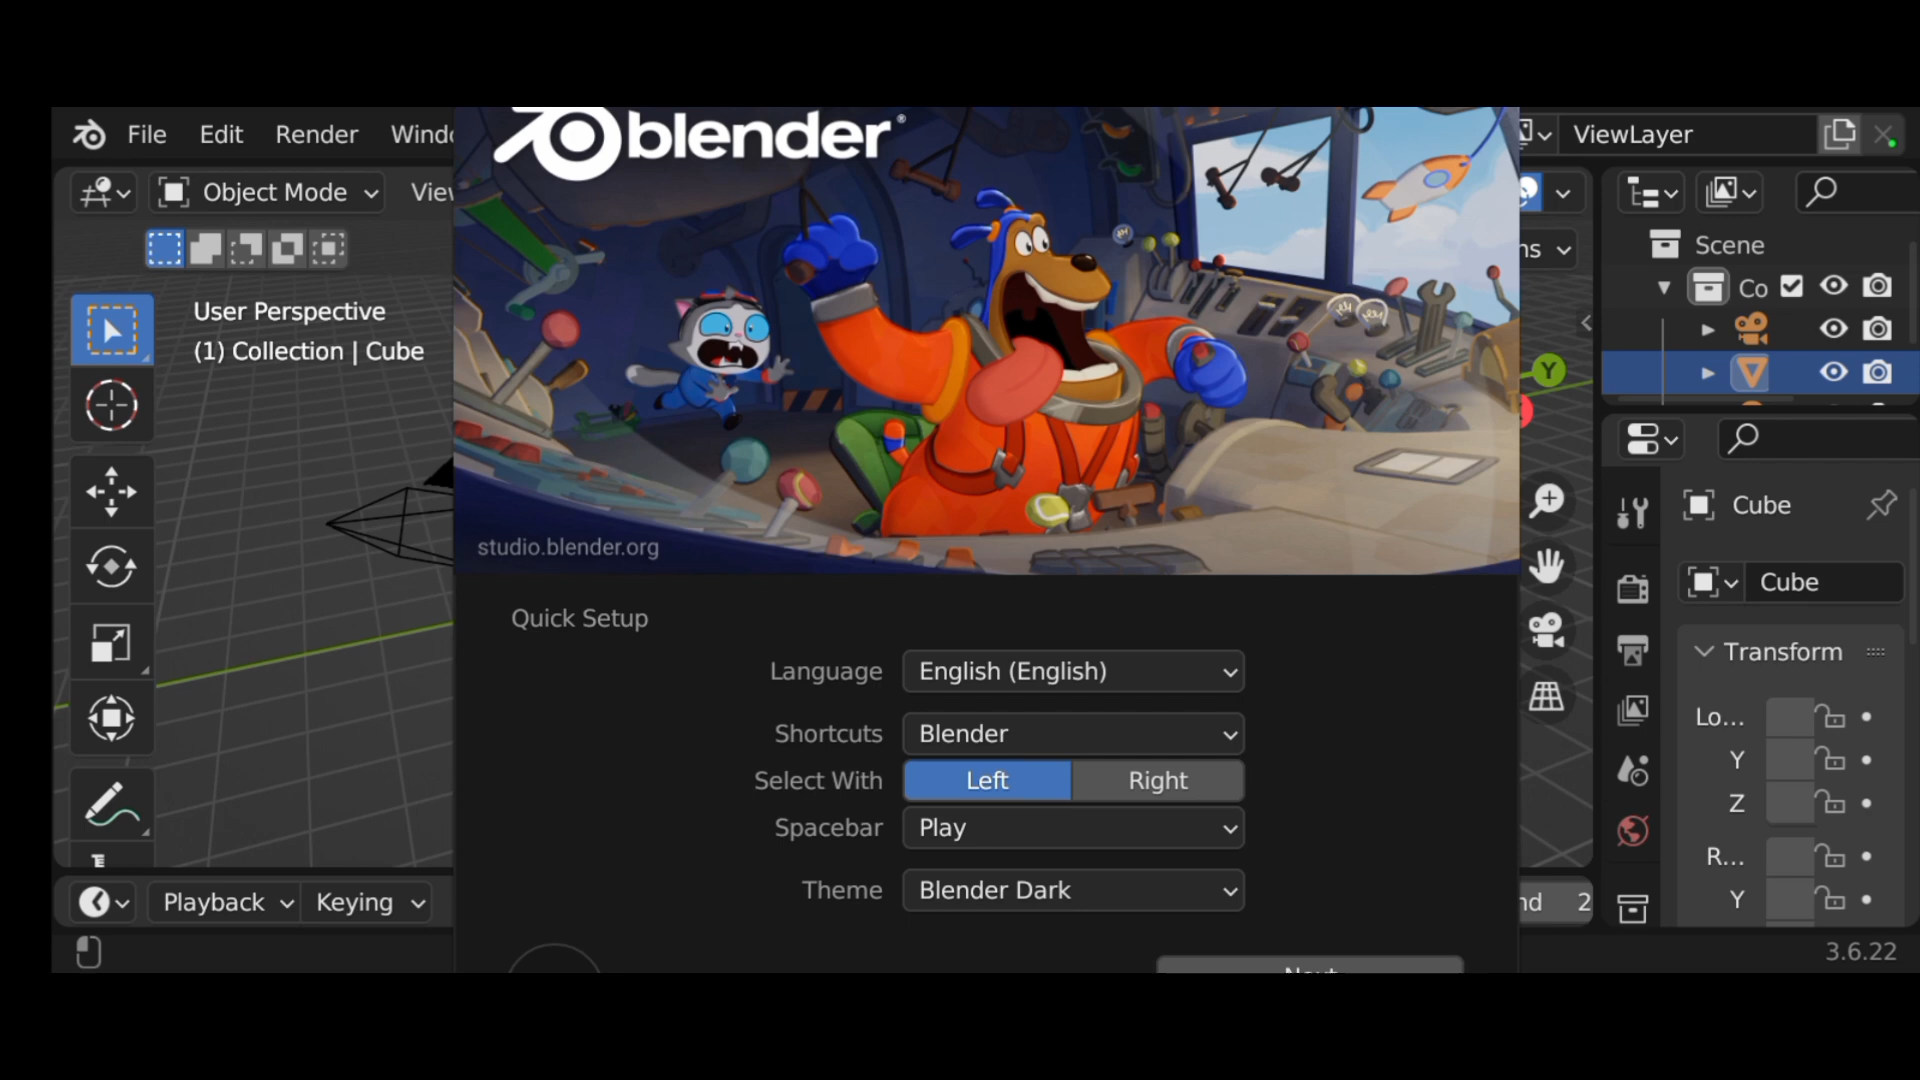 File Edit Render
blender®
ViewLayer
Object Mode
Scene
User Perspective
(1) Collection | Cube
Co
Y
Cube
Cube
studio.blender.org
Quick Setup
Language English (English)
Shortcuts Blender
Select With Left Right
Spacebar Play
Theme Blender Dark
Transform
Lo...
Y
Z
R...
Y
Playback Keying
2
3.6.22